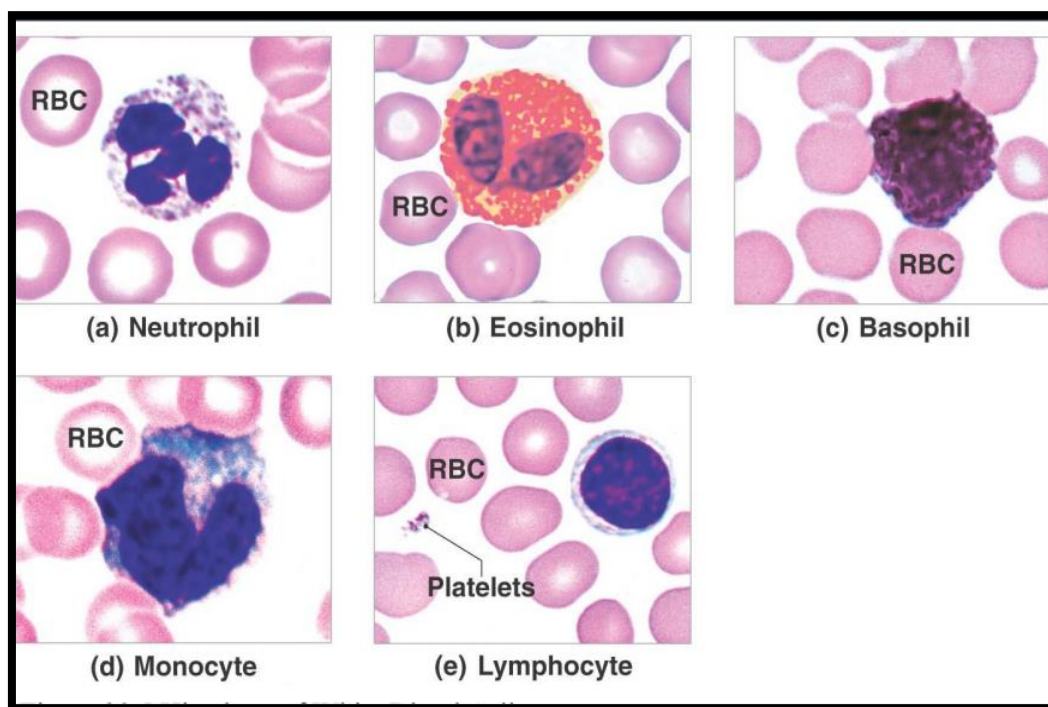 RBC
RBC
RBC
(a) Neutrophil
(b) Eosinophil
(c) Basophil
RBC
RBC
Platelets
(d) Monocyte
(e) Lymphocyte